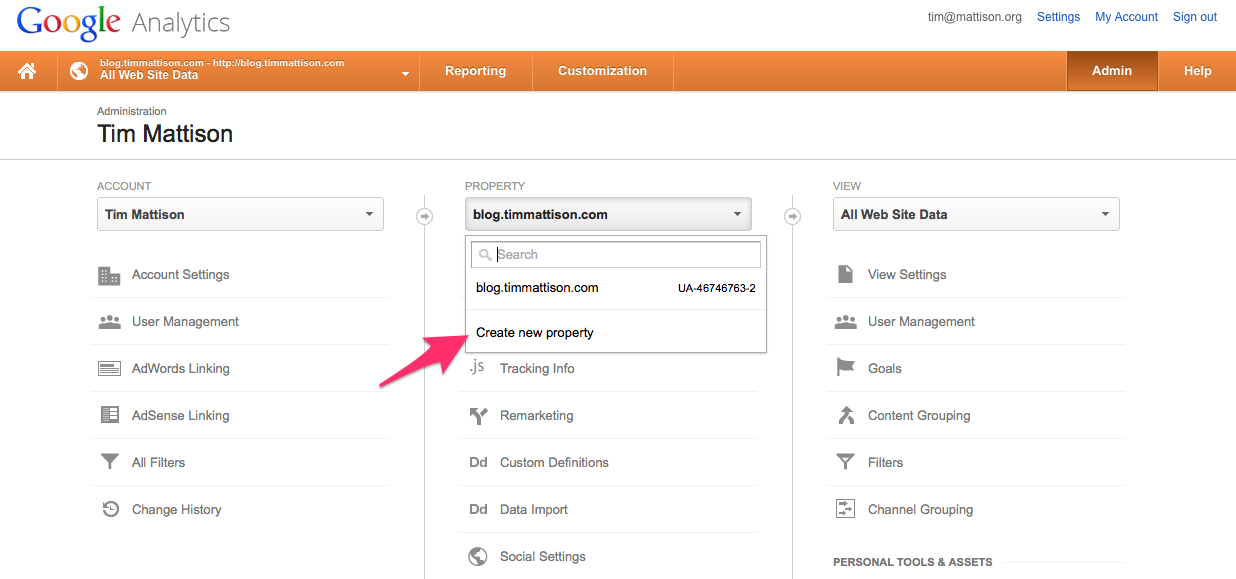 Google Analytics
tim@mattison.org Settings My Account Sign out
blog.timmattison.com - http://blog.timmattison.com
All Web Site Data
Reporting
Customization
Admin
Help
Administration
Tim Mattison
ACCOUNT
Tim Mattison
Account Settings
User Management
AdWords Linking
AdSense Linking
All Filters
Change History
PROPERTY
blog.timmattison.com
Search
blog.timmattison.com UA-46746763-2
Create new property
.js Tracking Info
Remarketing
Dd Custom Definitions
Dd Data Import
Social Settings
VIEW
All Web Site Data
View Settings
User Management
Goals
Content Grouping
Filters
Channel Grouping
PERSONAL TOOLS & ASSETS